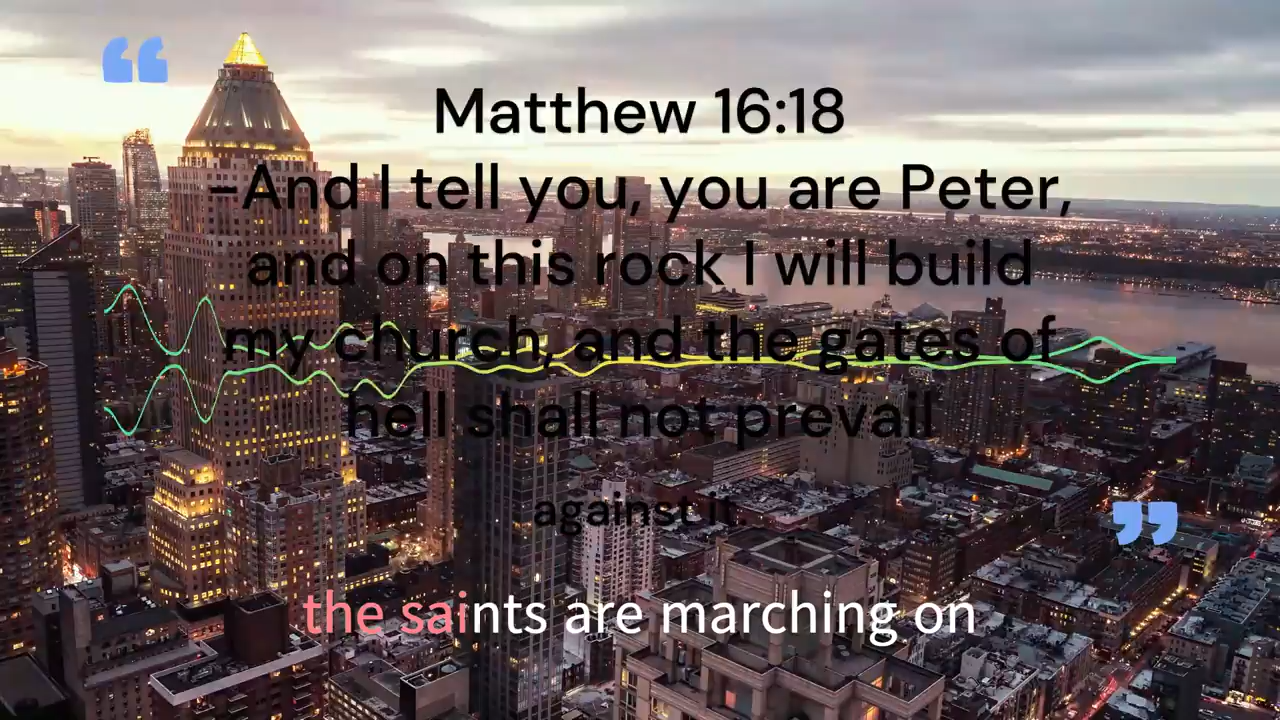 “
Matthew 16:18
-And I tell you, you are Peter,
and on this rock I will build
my church, and the gates of
hell shall not prevail
against it.
”
the saints are marching on